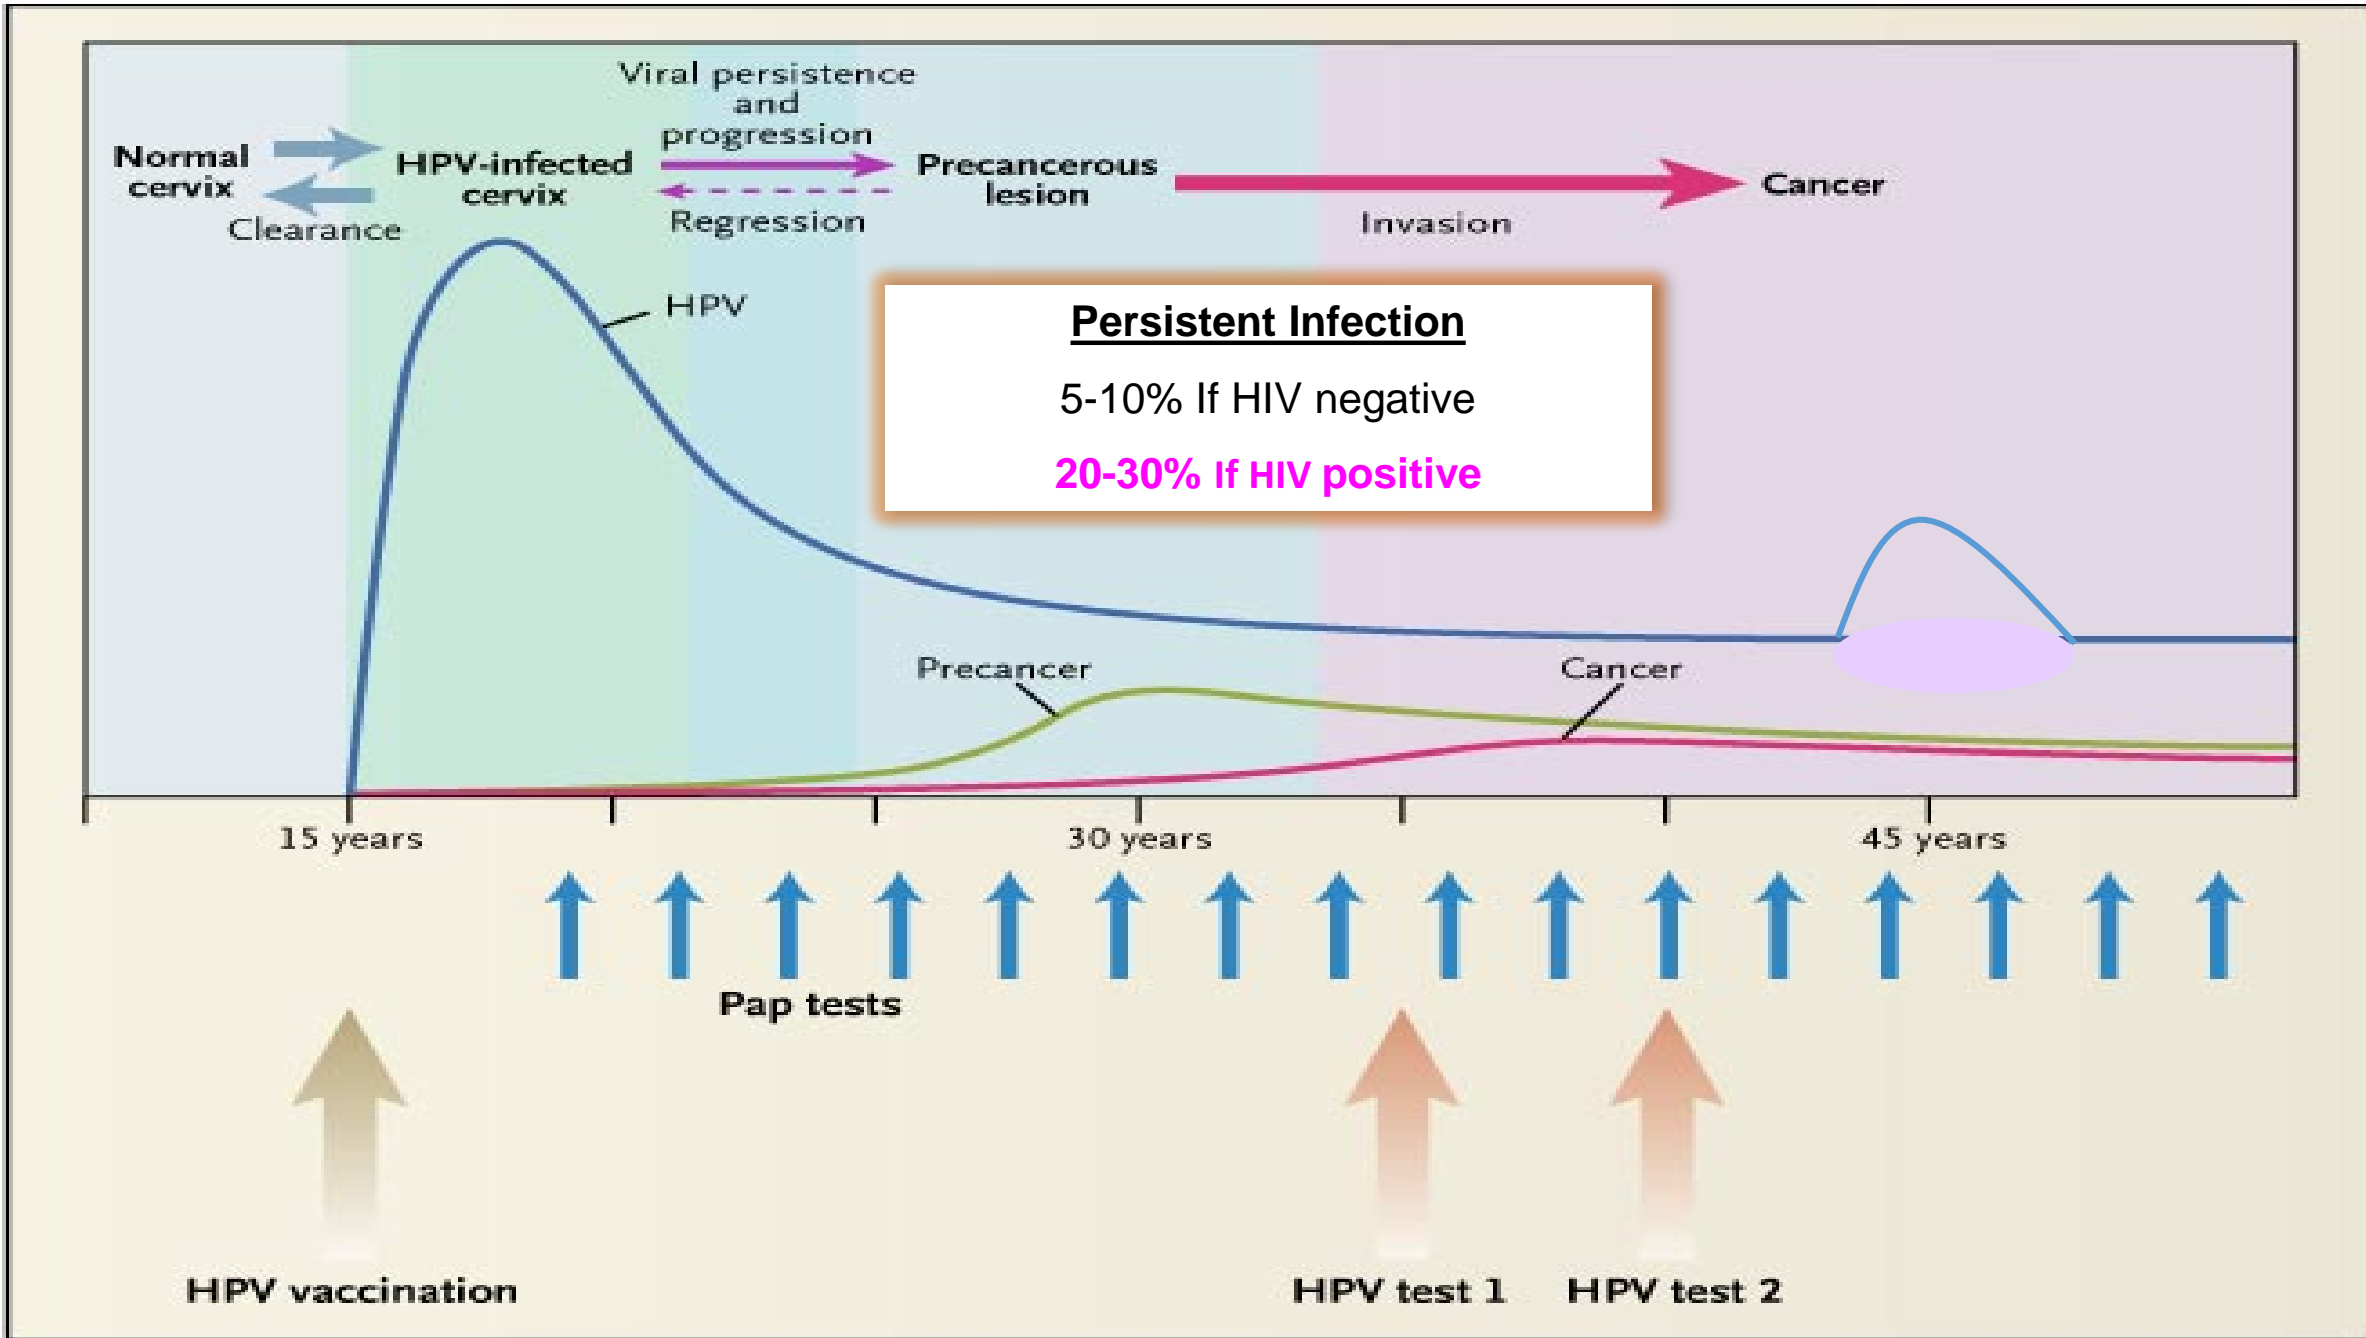 Viral persistence
and
progression
Normal
cervix
HPV-infected
cervix
Precancerous
lesion
Cancer
Clearance
Regression
Invasion
HPV
Persistent Infection
5-10% If HIV negative
20-30% If HIV positive
Precancer
Cancer
15 years
30 years
45 years
Pap tests
HPV vaccination
HPV test 1
HPV test 2